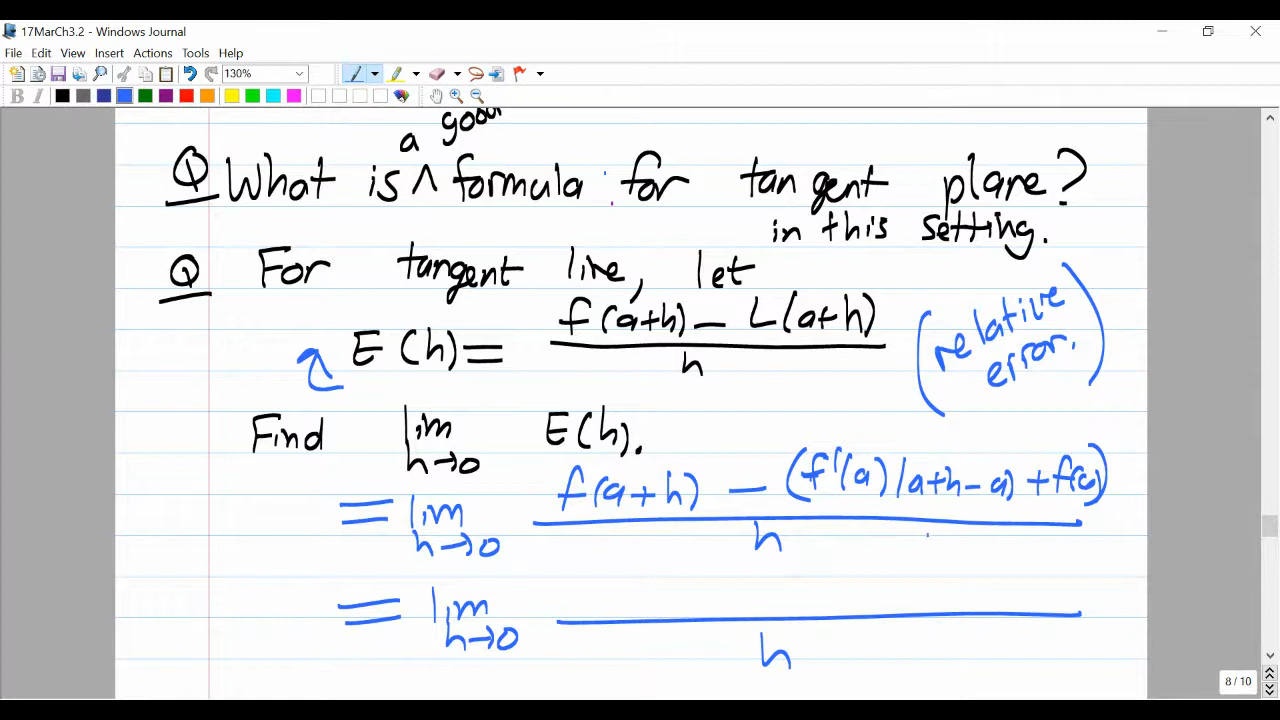 17MarCh3.2 - Windows Journal
File Edit View Insert Actions Tools Help
130%
B I
a good
Q What is ^ formula for tangent plane?
in this setting.
Q For tangent line, let
E(h) = f(a+h) - L(a+h) / h (relative error.)
Find lim h→0 E(h).
= lim h→0 f(a+h) - (f'(a)(a+h-a) + f(a)) / h
= lim h→0 / h
8 / 10